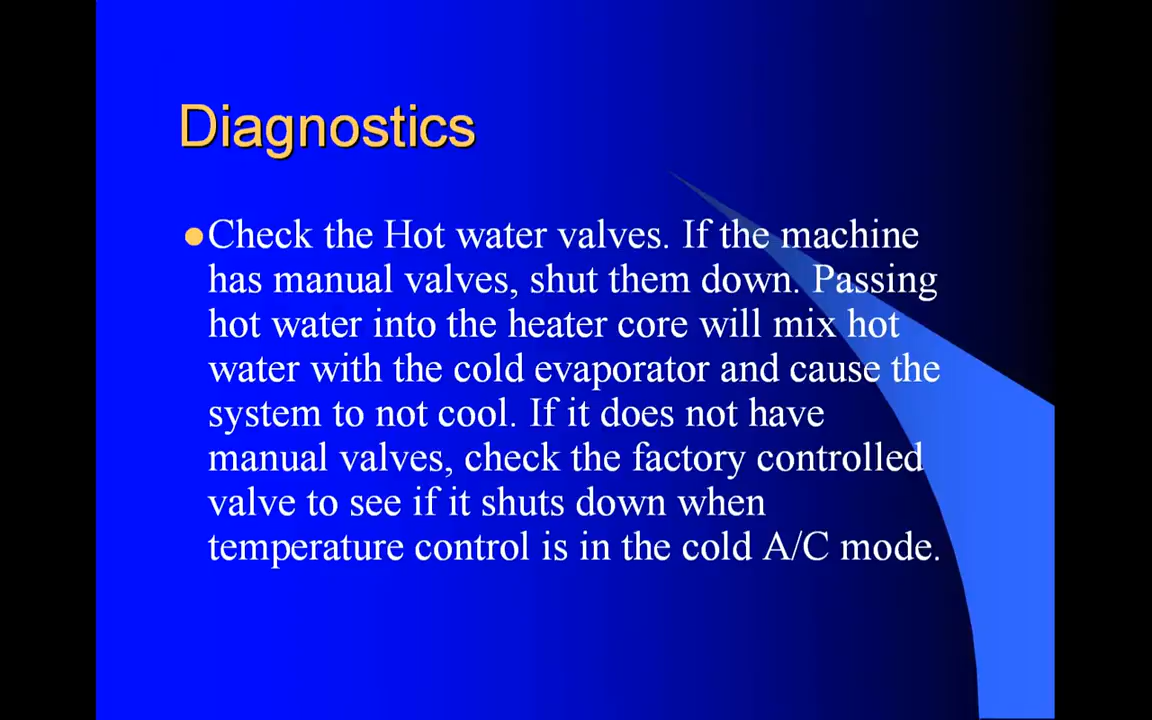 Diagnostics
Check the Hot water valves. If the machine
has manual valves, shut them down. Passing
hot water into the heater core will mix hot
water with the cold evaporator and cause the
system to not cool. If it does not have
manual valves, check the factory controlled
valve to see if it shuts down when
temperature control is in the cold A/C mode.